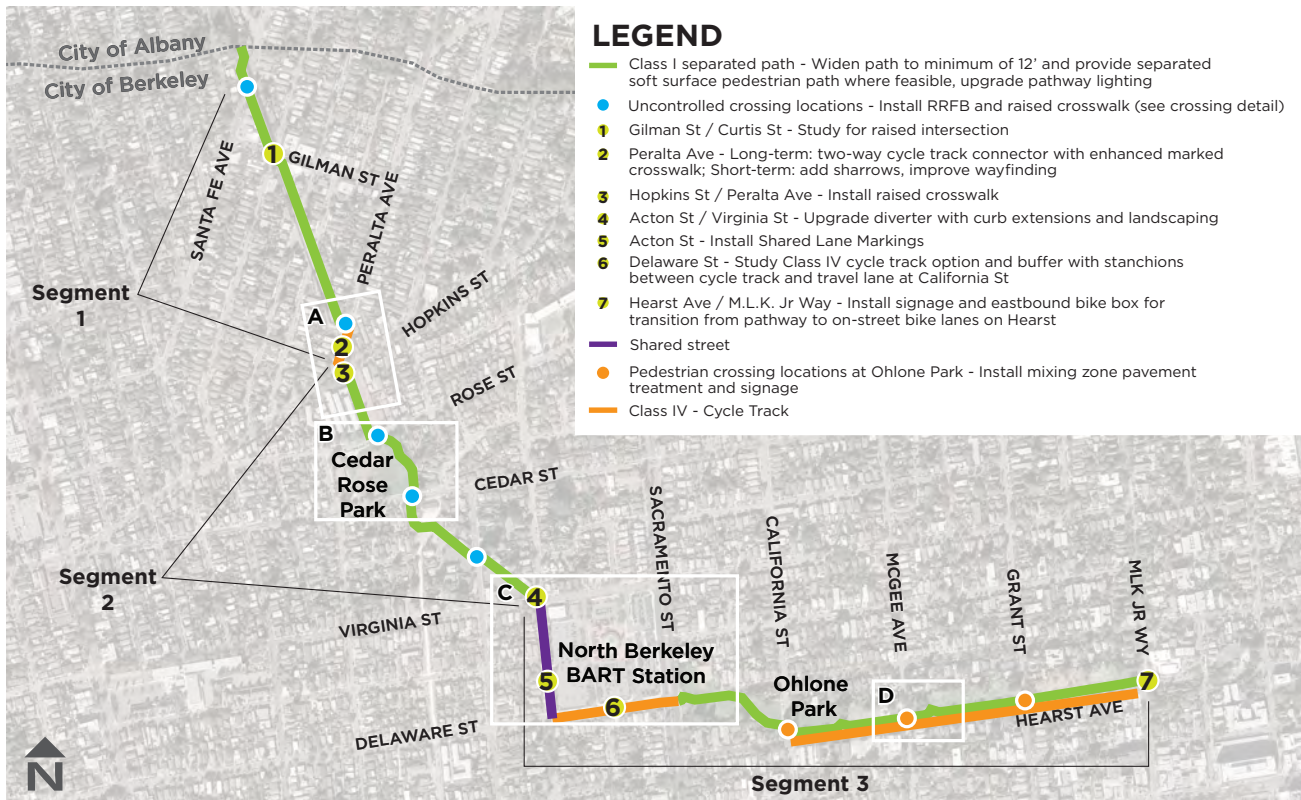 LEGEND
Class I separated path - Widen path to minimum of 12' and provide separated
soft surface pedestrian path where feasible, upgrade pathway lighting
Uncontrolled crossing locations - Install RRFB and raised crosswalk (see crossing detail)
1 Gilman St / Curtis St - Study for raised intersection
2 Peralta Ave - Long-term: two-way cycle track connector with enhanced marked
crosswalk; Short-term: add sharrows, improve wayfinding
3 Hopkins St / Peralta Ave - Install raised crosswalk
4 Acton St / Virginia St - Upgrade diverter with curb extensions and landscaping
5 Acton St - Install Shared Lane Markings
6 Delaware St - Study Class IV cycle track option and buffer with stanchions
between cycle track and travel lane at California St
7 Hearst Ave / M.L.K. Jr Way - Install signage and eastbound bike box for
transition from pathway to on-street bike lanes on Hearst
Shared street
Pedestrian crossing locations at Ohlone Park - Install mixing zone pavement
treatment and signage
Class IV - Cycle Track
City of Albany
City of Berkeley
1
GILMAN ST
SANTA FE AVE
PERALTA AVE
Segment
1
A
HOPKINS ST
2
3
ROSE ST
B
Cedar
Rose
Park
CEDAR ST
SACRAMENTO ST
CALIFORNIA ST
MCGEE AVE
GRANT ST
MLK JR WY
Segment
2
C
4
VIRGINIA ST
North Berkeley
BART Station
5
6
Ohlone
Park
D
7
HEARST AVE
DELAWARE ST
Segment 3
N